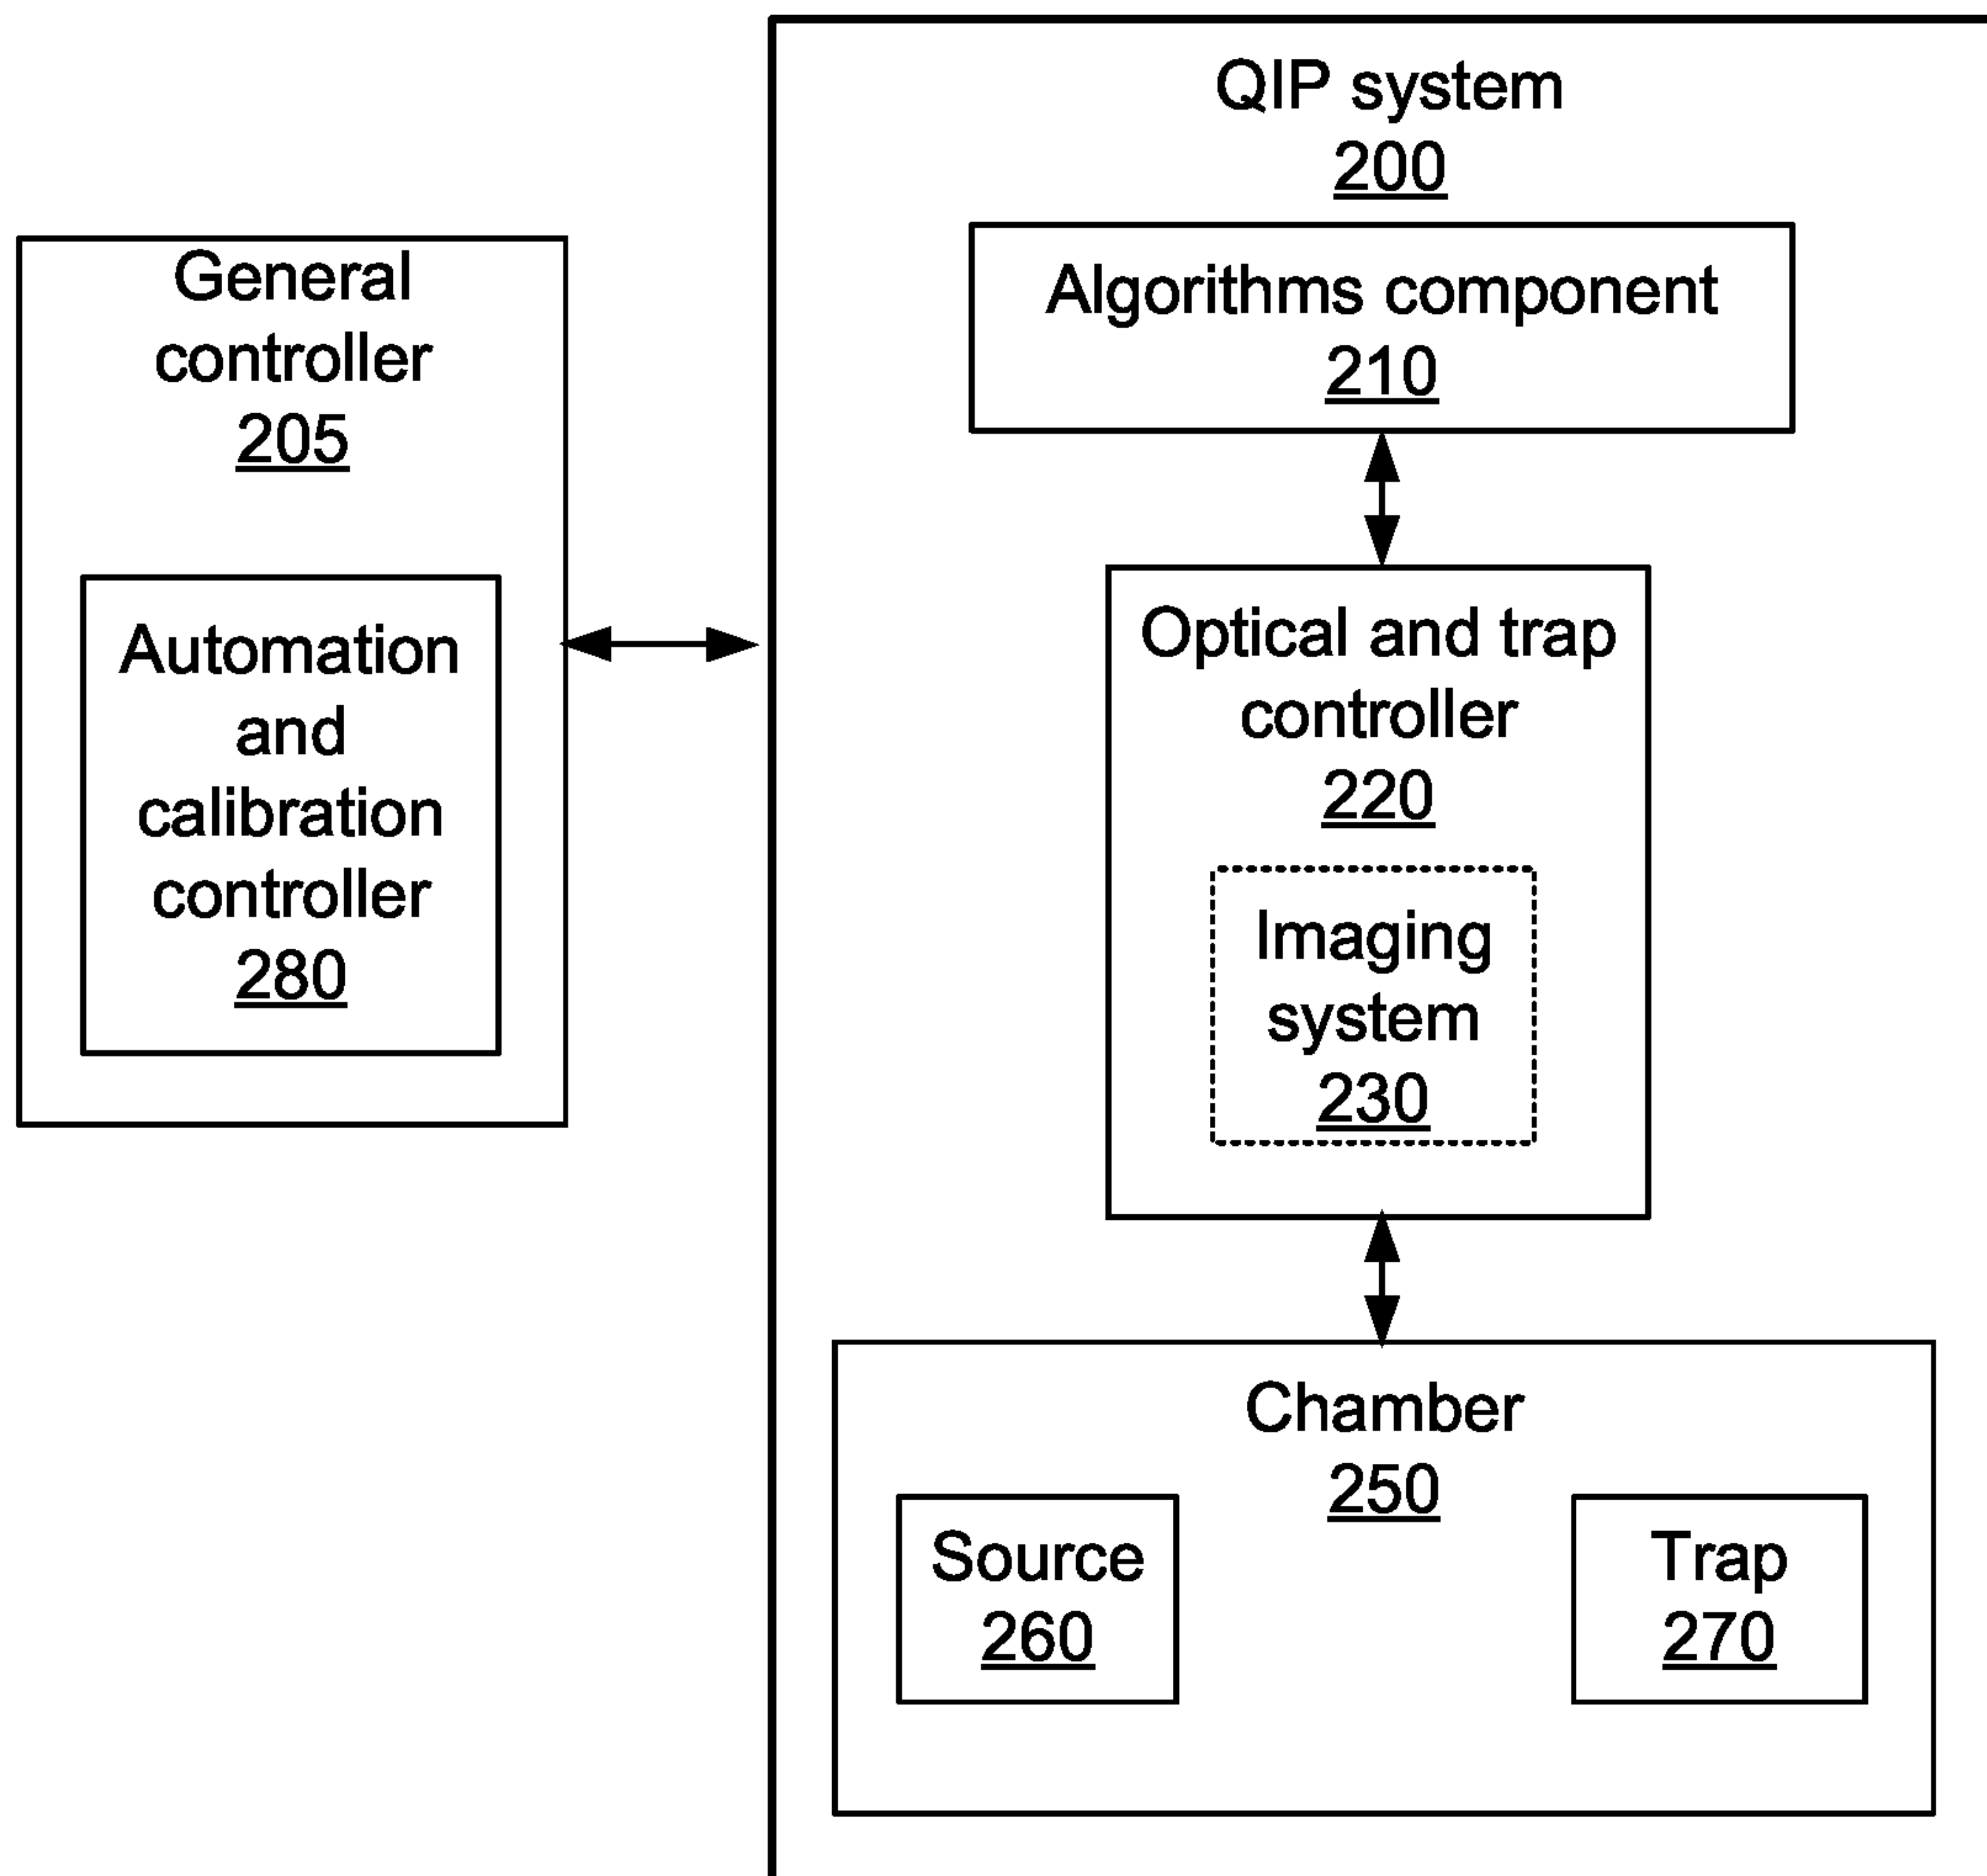 QIP system
200
General
controller
205
Automation
and
calibration
controller
280
Algorithms component
210
Optical and trap
controller
220
Imaging
system
230
Chamber
250
Source
260
Trap
270